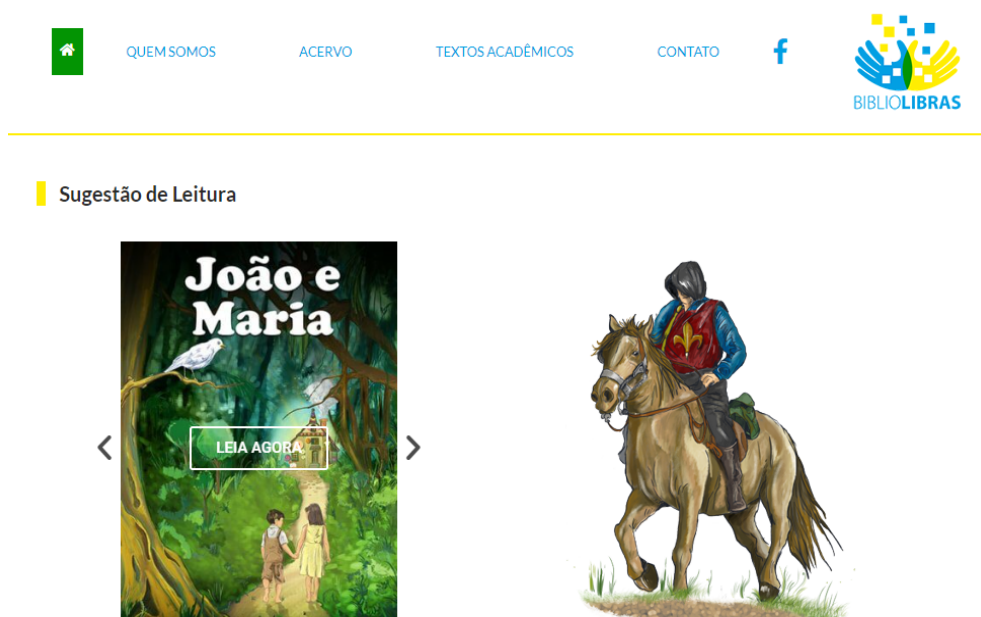 QUEM SOMOS
ACERVO
TEXTOS ACADÊMICOS
CONTATO
BIBLIOLIBRAS
Sugestão de Leitura
João e
Maria
LEIA AGORA